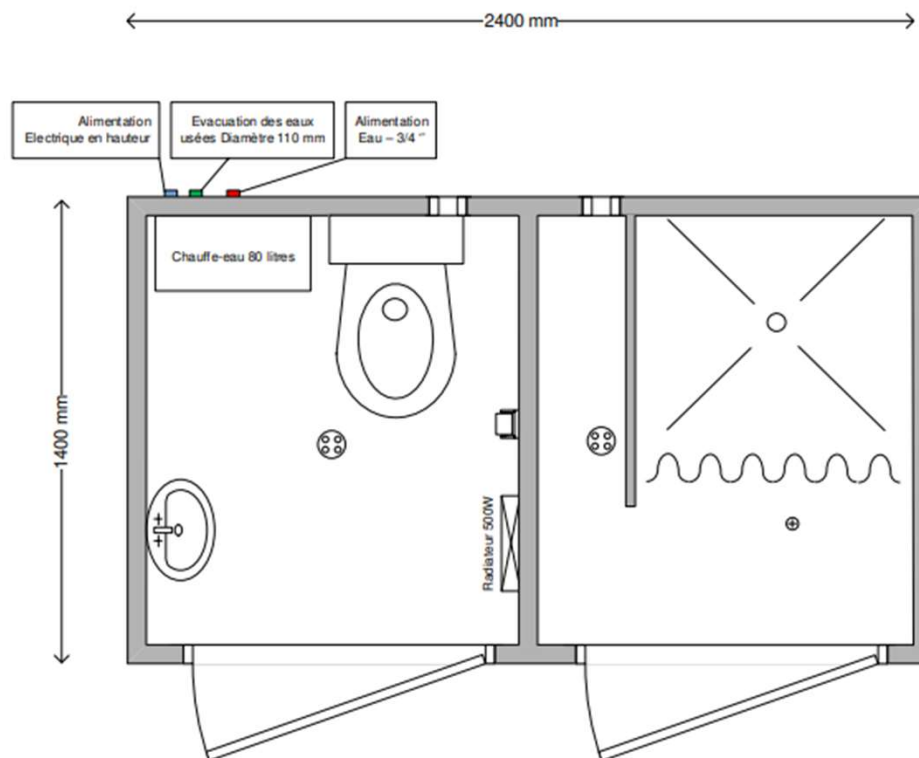 2400 mm
Alimentation
Electrique en hauteur
Evacuation des eaux
usées Diamètre 110 mm
Alimentation
Eau – 3/4 "
Chauffe-eau 80 litres
1400 mm
Radiateur 500W